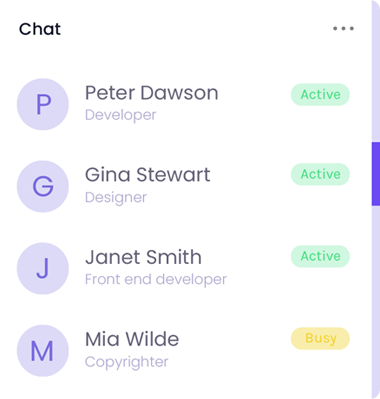 Chat
P
Peter Dawson
Active
Developer
G
Gina Stewart
Active
Designer
J
Janet Smith
Active
Front end developer
M
Mia Wilde
Busy
Copyrighter